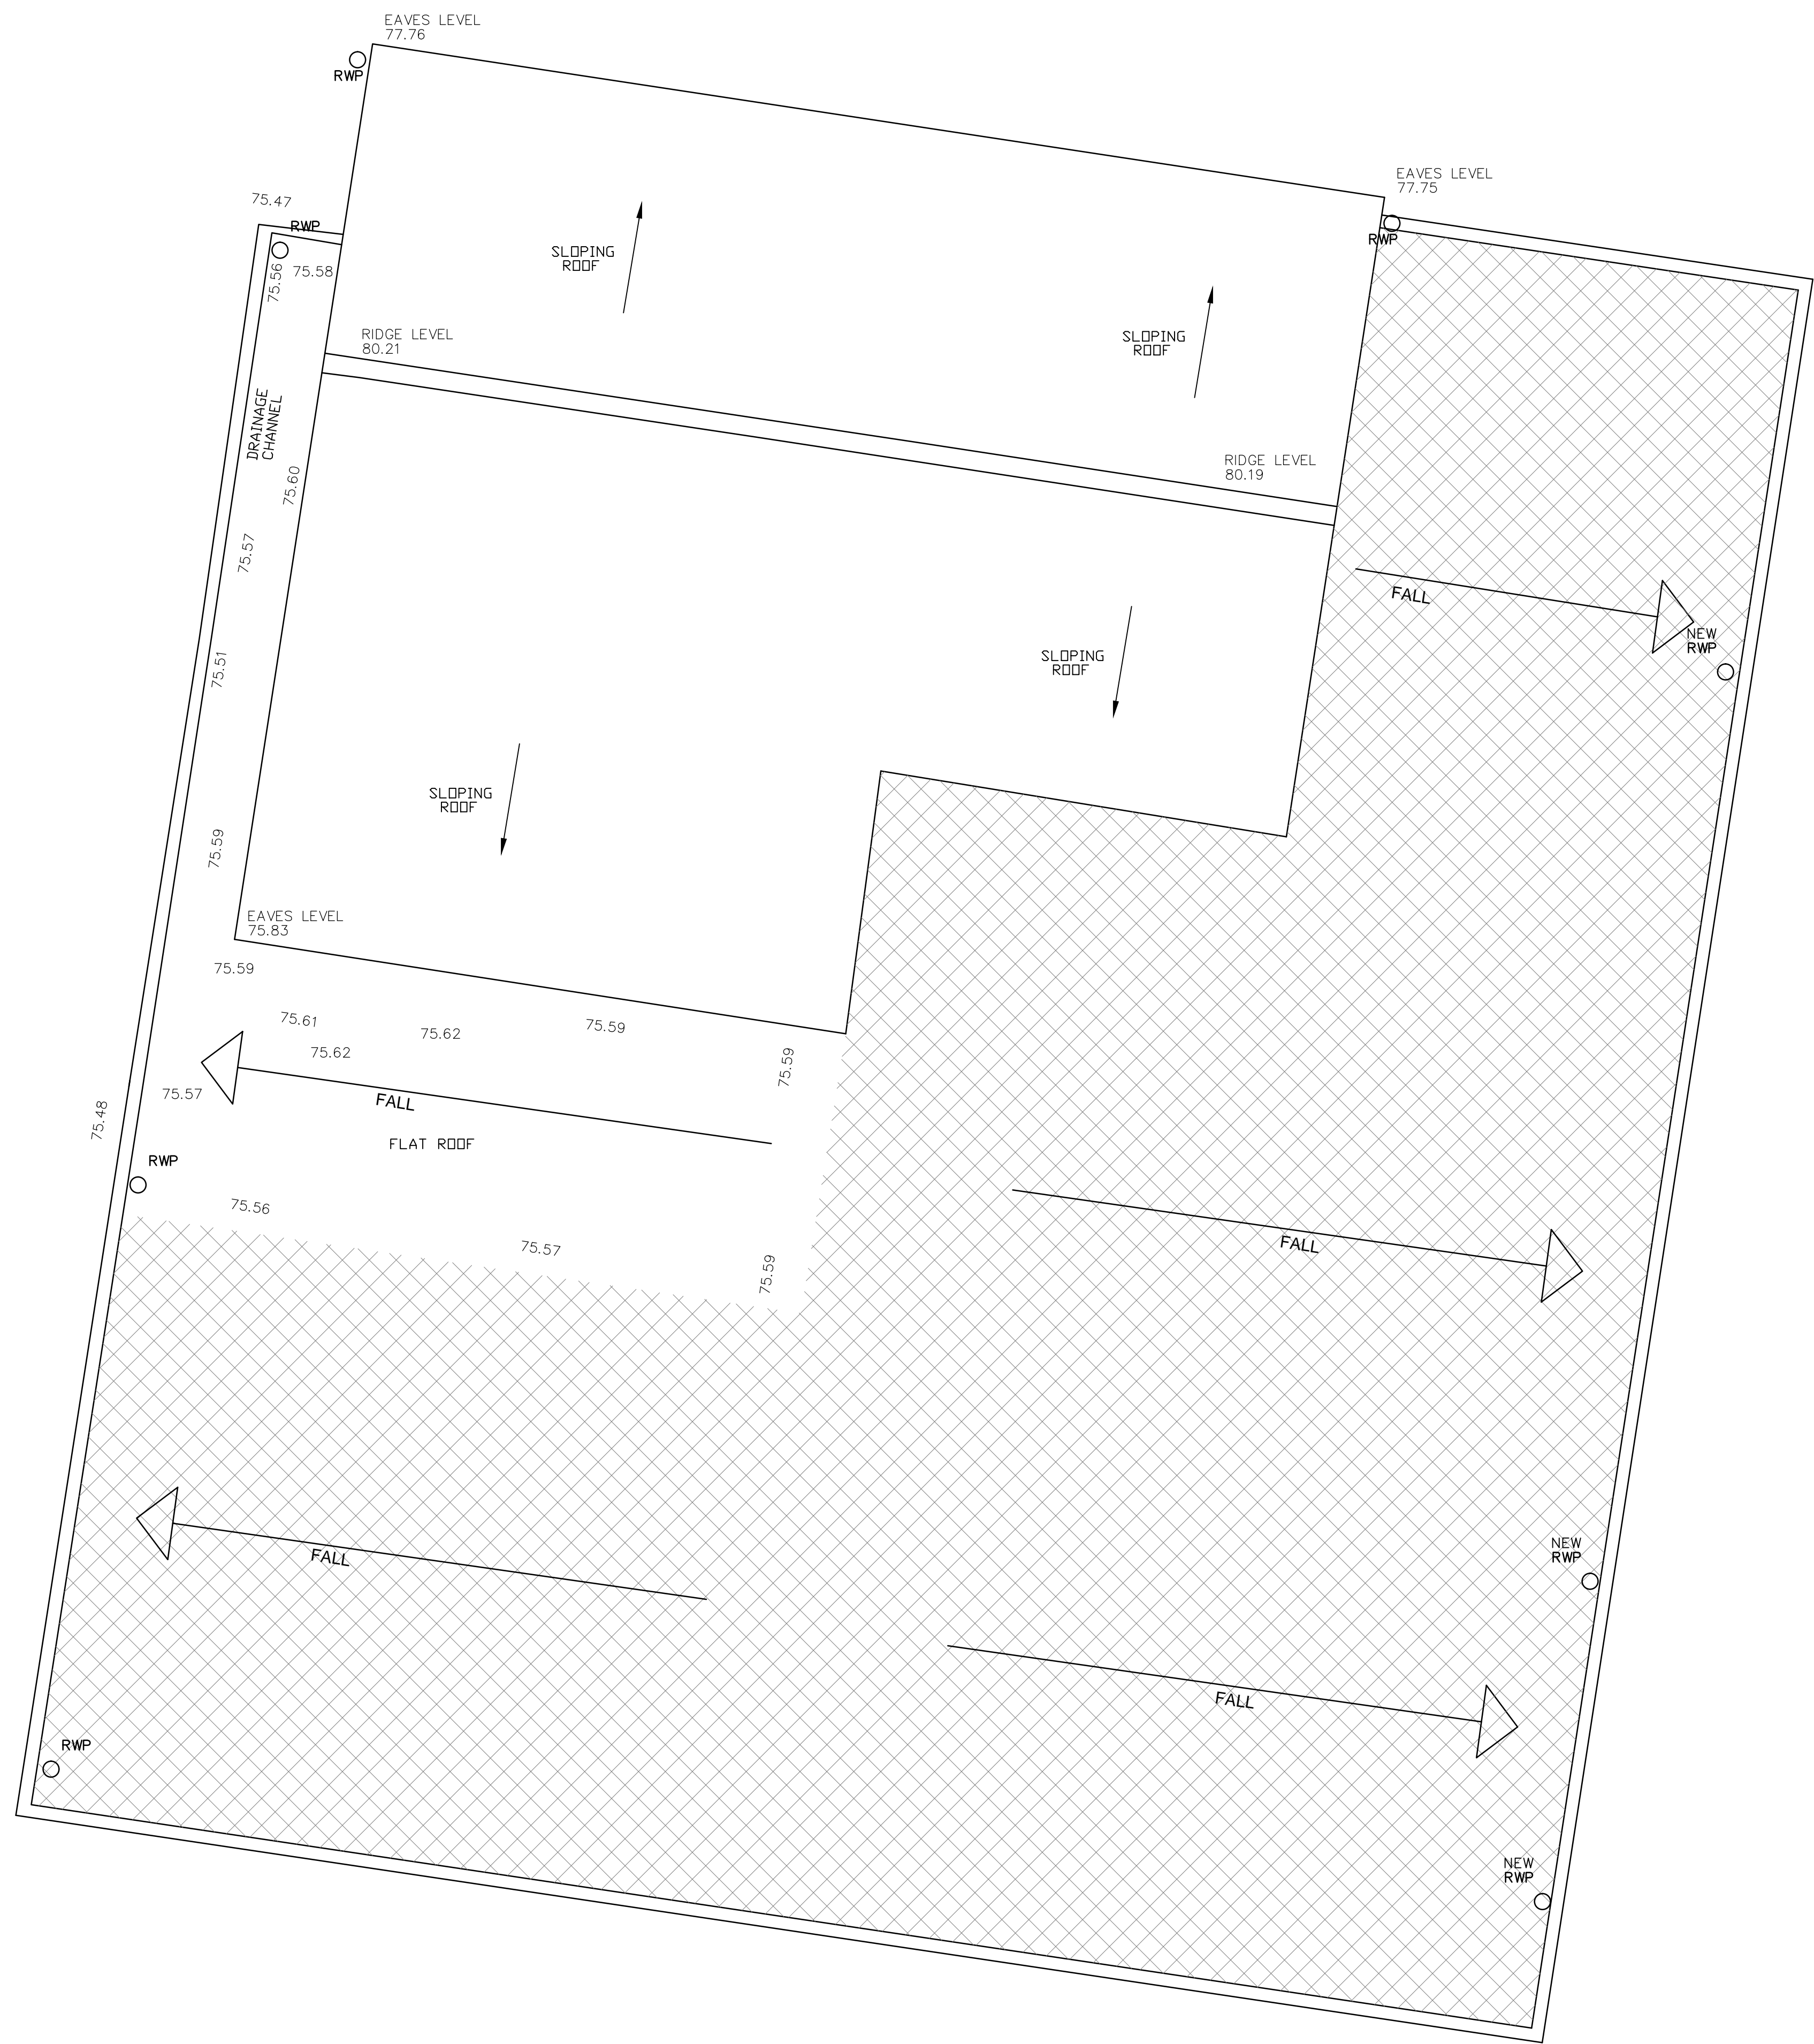 EAVES LEVEL
77.76
RWP
EAVES LEVEL
77.75
RWP
75.47
RWP
75.56
75.58
SLOPING
ROOF
SLOPING
ROOF
RIDGE LEVEL
80.21
DRAINAGE
CHANNEL
RIDGE LEVEL
80.19
75.60
75.57
FALL
NEW
RWP
75.51
SLOPING
ROOF
SLOPING
ROOF
75.59
EAVES LEVEL
75.83
75.59
75.61
75.62
75.59
75.62
75.59
75.57
FALL
75.48
FLAT ROOF
RWP
75.56
75.57
75.59
FALL
FALL
NEW
RWP
FALL
RWP
NEW
RWP